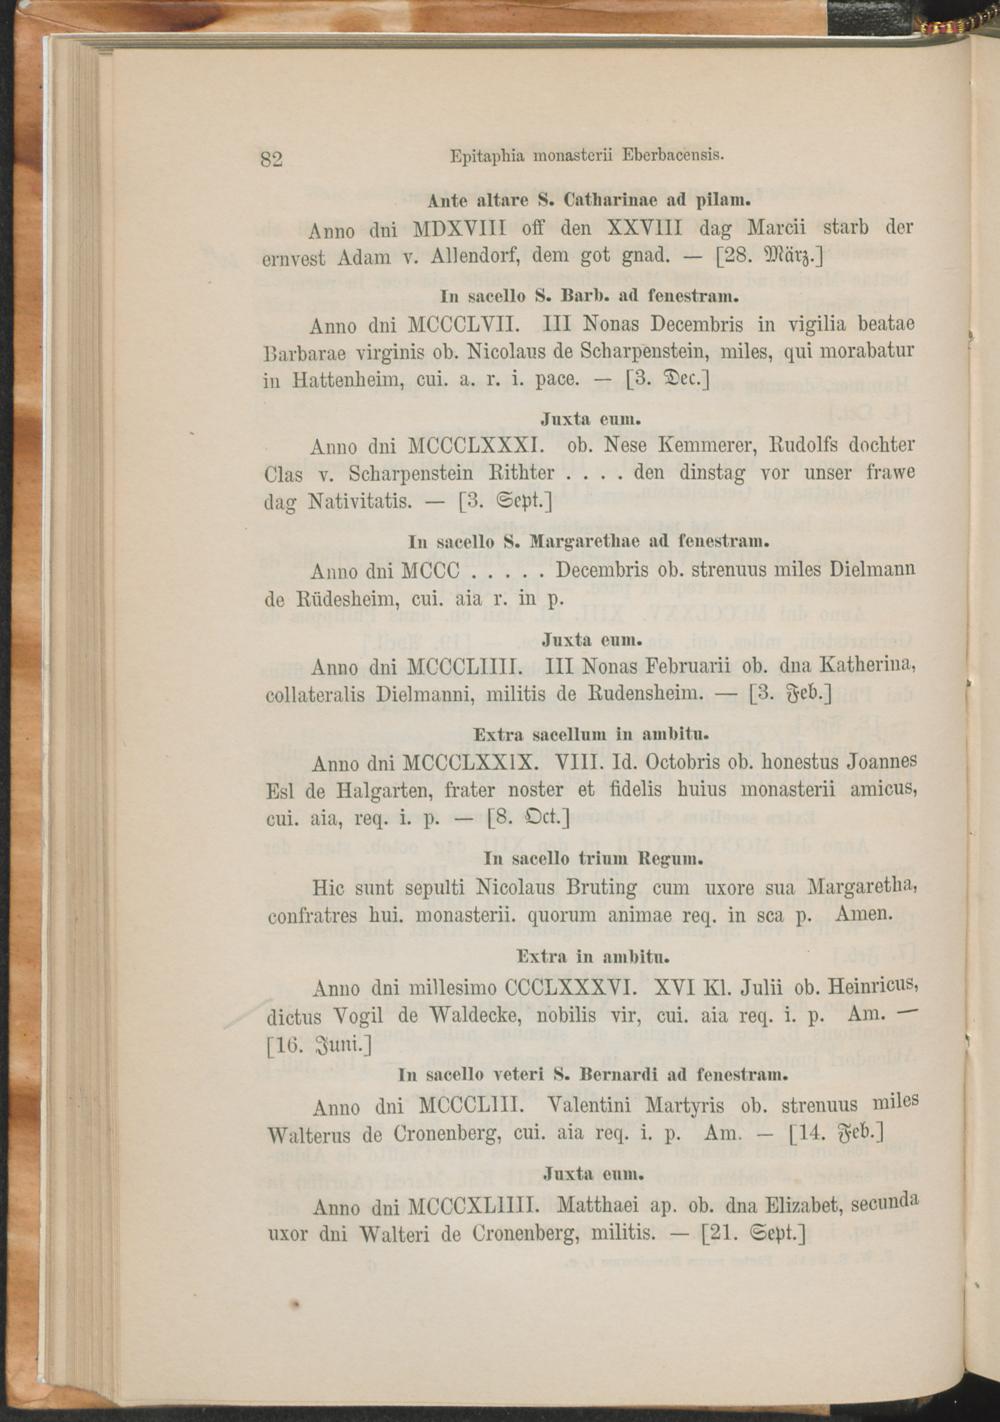 82 Epitaphia monasterii Eberbacensis.
Ante altare S. Catharinae ad pilam.
Anno dni MDXVIII off den XXVIII dag Marcii starb der
ernvest Adam v. Allendorf, dem got gnad. — [28. März.]
In sacello S. Barb. ad fenestram.
Anno dni MCCCLVII. III Nonas Decembris in vigilia beatae
Barbarae virginis ob. Nicolaus de Scharpenstein, miles, qui morabatur
in Hattenheim, cui. a. r. i. pace. — [3. Dec.]
Juxta eum.
Anno dni MCCCLXXXI. ob. Nese Kemmerer, Rudolfs dochter
Clas v. Scharpenstein Rithter . . . . den dinstag vor unser frawe
dag Nativitatis. — [3. Sept.]
In sacello S. Margarethae ad fenestram.
Anno dni MCCC . . . . . Decembris ob. strenuus miles Dielmann
de Rüdesheim, cui. aia r. in p.
Juxta eum.
Anno dni MCCCLIIII. III Nonas Februarii ob. dna Katherina,
collateralis Dielmanni, militis de Rudensheim. — [3. Feb.]
Extra sacellum in ambitu.
Anno dni MCCCLXXIX. VIII. Id. Octobris ob. honestus Joannes
Esl de Halgarten, frater noster et fidelis huius monasterii amicus,
cui. aia, req. i. p. — [8. Oct.]
In sacello trium Regum.
Hic sunt sepulti Nicolaus Bruting cum uxore sua Margaretha,
confratres hui. monasterii. quorum animae req. in sca p. Amen.
Extra in ambitu.
Anno dni millesimo CCCLXXXVI. XVI Kl. Julii ob. Heinricus,
dictus Vogil de Waldecke, nobilis vir, cui. aia req. i. p. Am. —
[16. Juni.]
In sacello veteri S. Bernardi ad fenestram.
Anno dni MCCCLIII. Valentini Martyris ob. strenuus miles
Walterus de Cronenberg, cui. aia req. i. p. Am. — [14. Feb.]
Juxta eum.
Anno dni MCCCXLIIII. Matthaei ap. ob. dna Elizabet, secunda
uxor dni Walteri de Cronenberg, militis. — [21. Sept.]